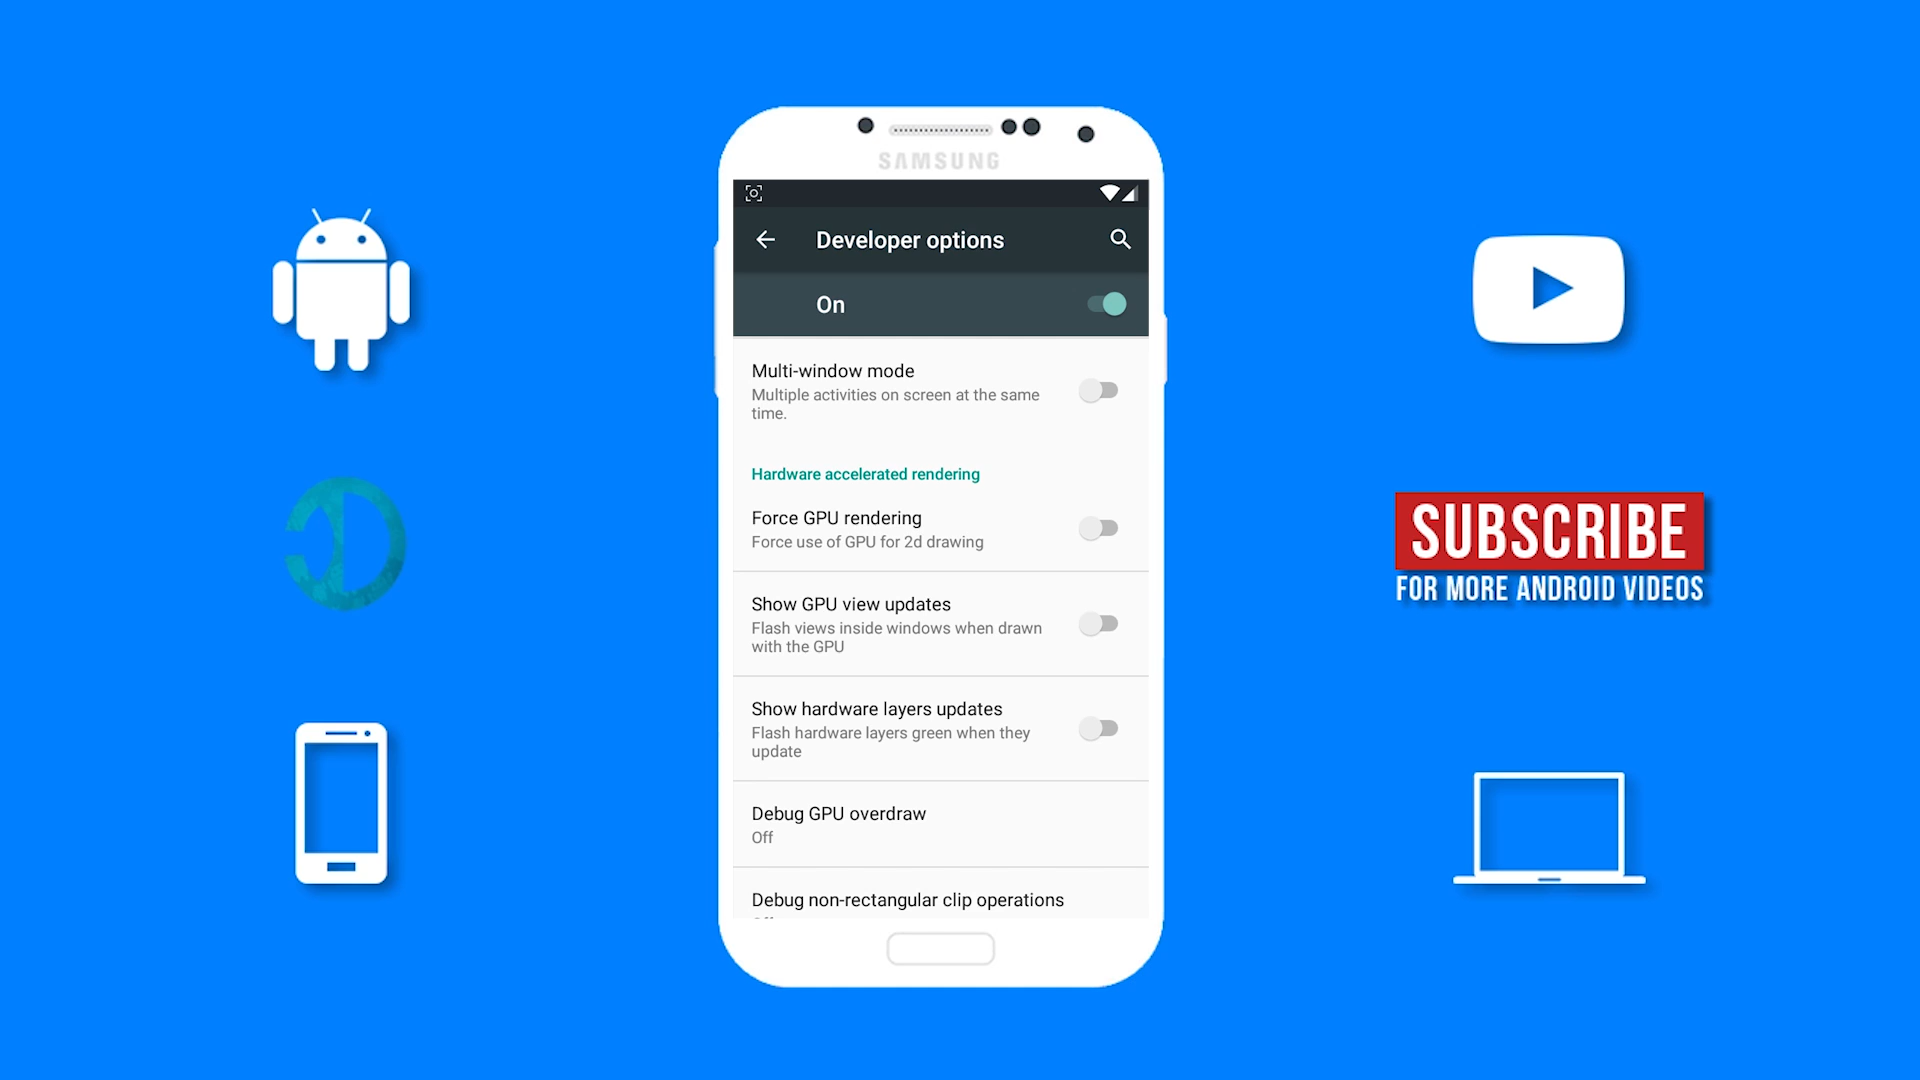 SAMSUNG
Developer options
On
Multi-window mode
Multiple activities on screen at the same
time.
Hardware accelerated rendering
Force GPU rendering
Force use of GPU for 2d drawing
Show GPU view updates
Flash views inside windows when drawn
with the GPU
Show hardware layers updates
Flash hardware layers green when they
update
Debug GPU overdraw
Off
Debug non-rectangular clip operations
SUBSCRIBE
FOR MORE ANDROID VIDEOS